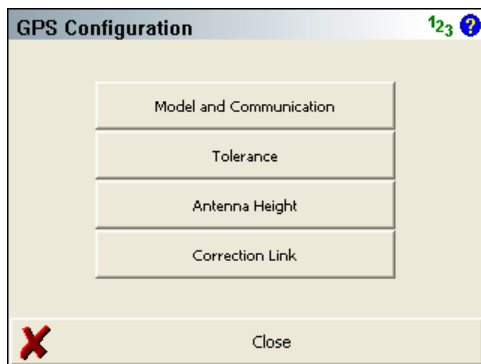 GPS Configuration 123 ?
Model and Communication
Tolerance
Antenna Height
Correction Link
Close